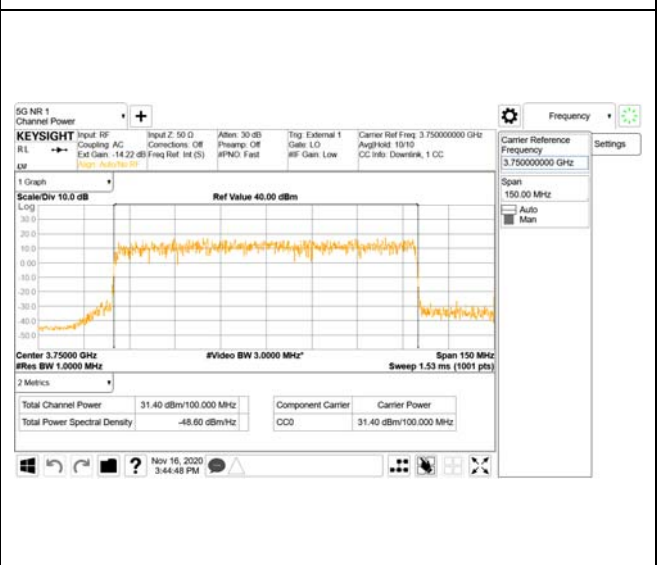 5G NR 1
Channel Power
Frequency
KEYSIGHT
RL
Input: RF
Coupling: AC
Ext Gain: -14.22 dB
Align: Auto/No RF
Input Z: 50 Ω
Corrections: Off
Freq Ref: Int (S)
Atten: 30 dB
Preamp: Off
#PNO: Fast
Trig: External 1
Gate: LO
#IF Gain: Low
Carrier Ref Freq: 3.750000000 GHz
Avg|Hold: 10/10
CC Info: Downlink, 1 CC
Carrier Reference
Frequency
3.750000000 GHz
Settings
Span
150.00 MHz
Auto
Man
1 Graph
Scale/Div 10.0 dB
Ref Value 40.00 dBm
Log
30.0
20.0
10.0
0.00
-10.0
-20.0
-30.0
-40.0
-50.0
Center 3.75000 GHz
#Video BW 3.0000 MHz*
Span 150 MHz
#Res BW 1.0000 MHz
Sweep 1.53 ms (1001 pts)
2 Metrics
Total Channel Power
31.40 dBm/100.000 MHz
Total Power Spectral Density
-48.60 dBm/Hz
Component Carrier
Carrier Power
CC0
31.40 dBm/100.000 MHz
Nov 16, 2020
3:44:48 PM